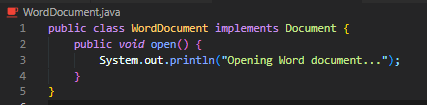 WordDocument.java
1 public class WordDocument implements Document {
2     public void open() {
3         System.out.println("Opening Word document...");
4     }
5 }